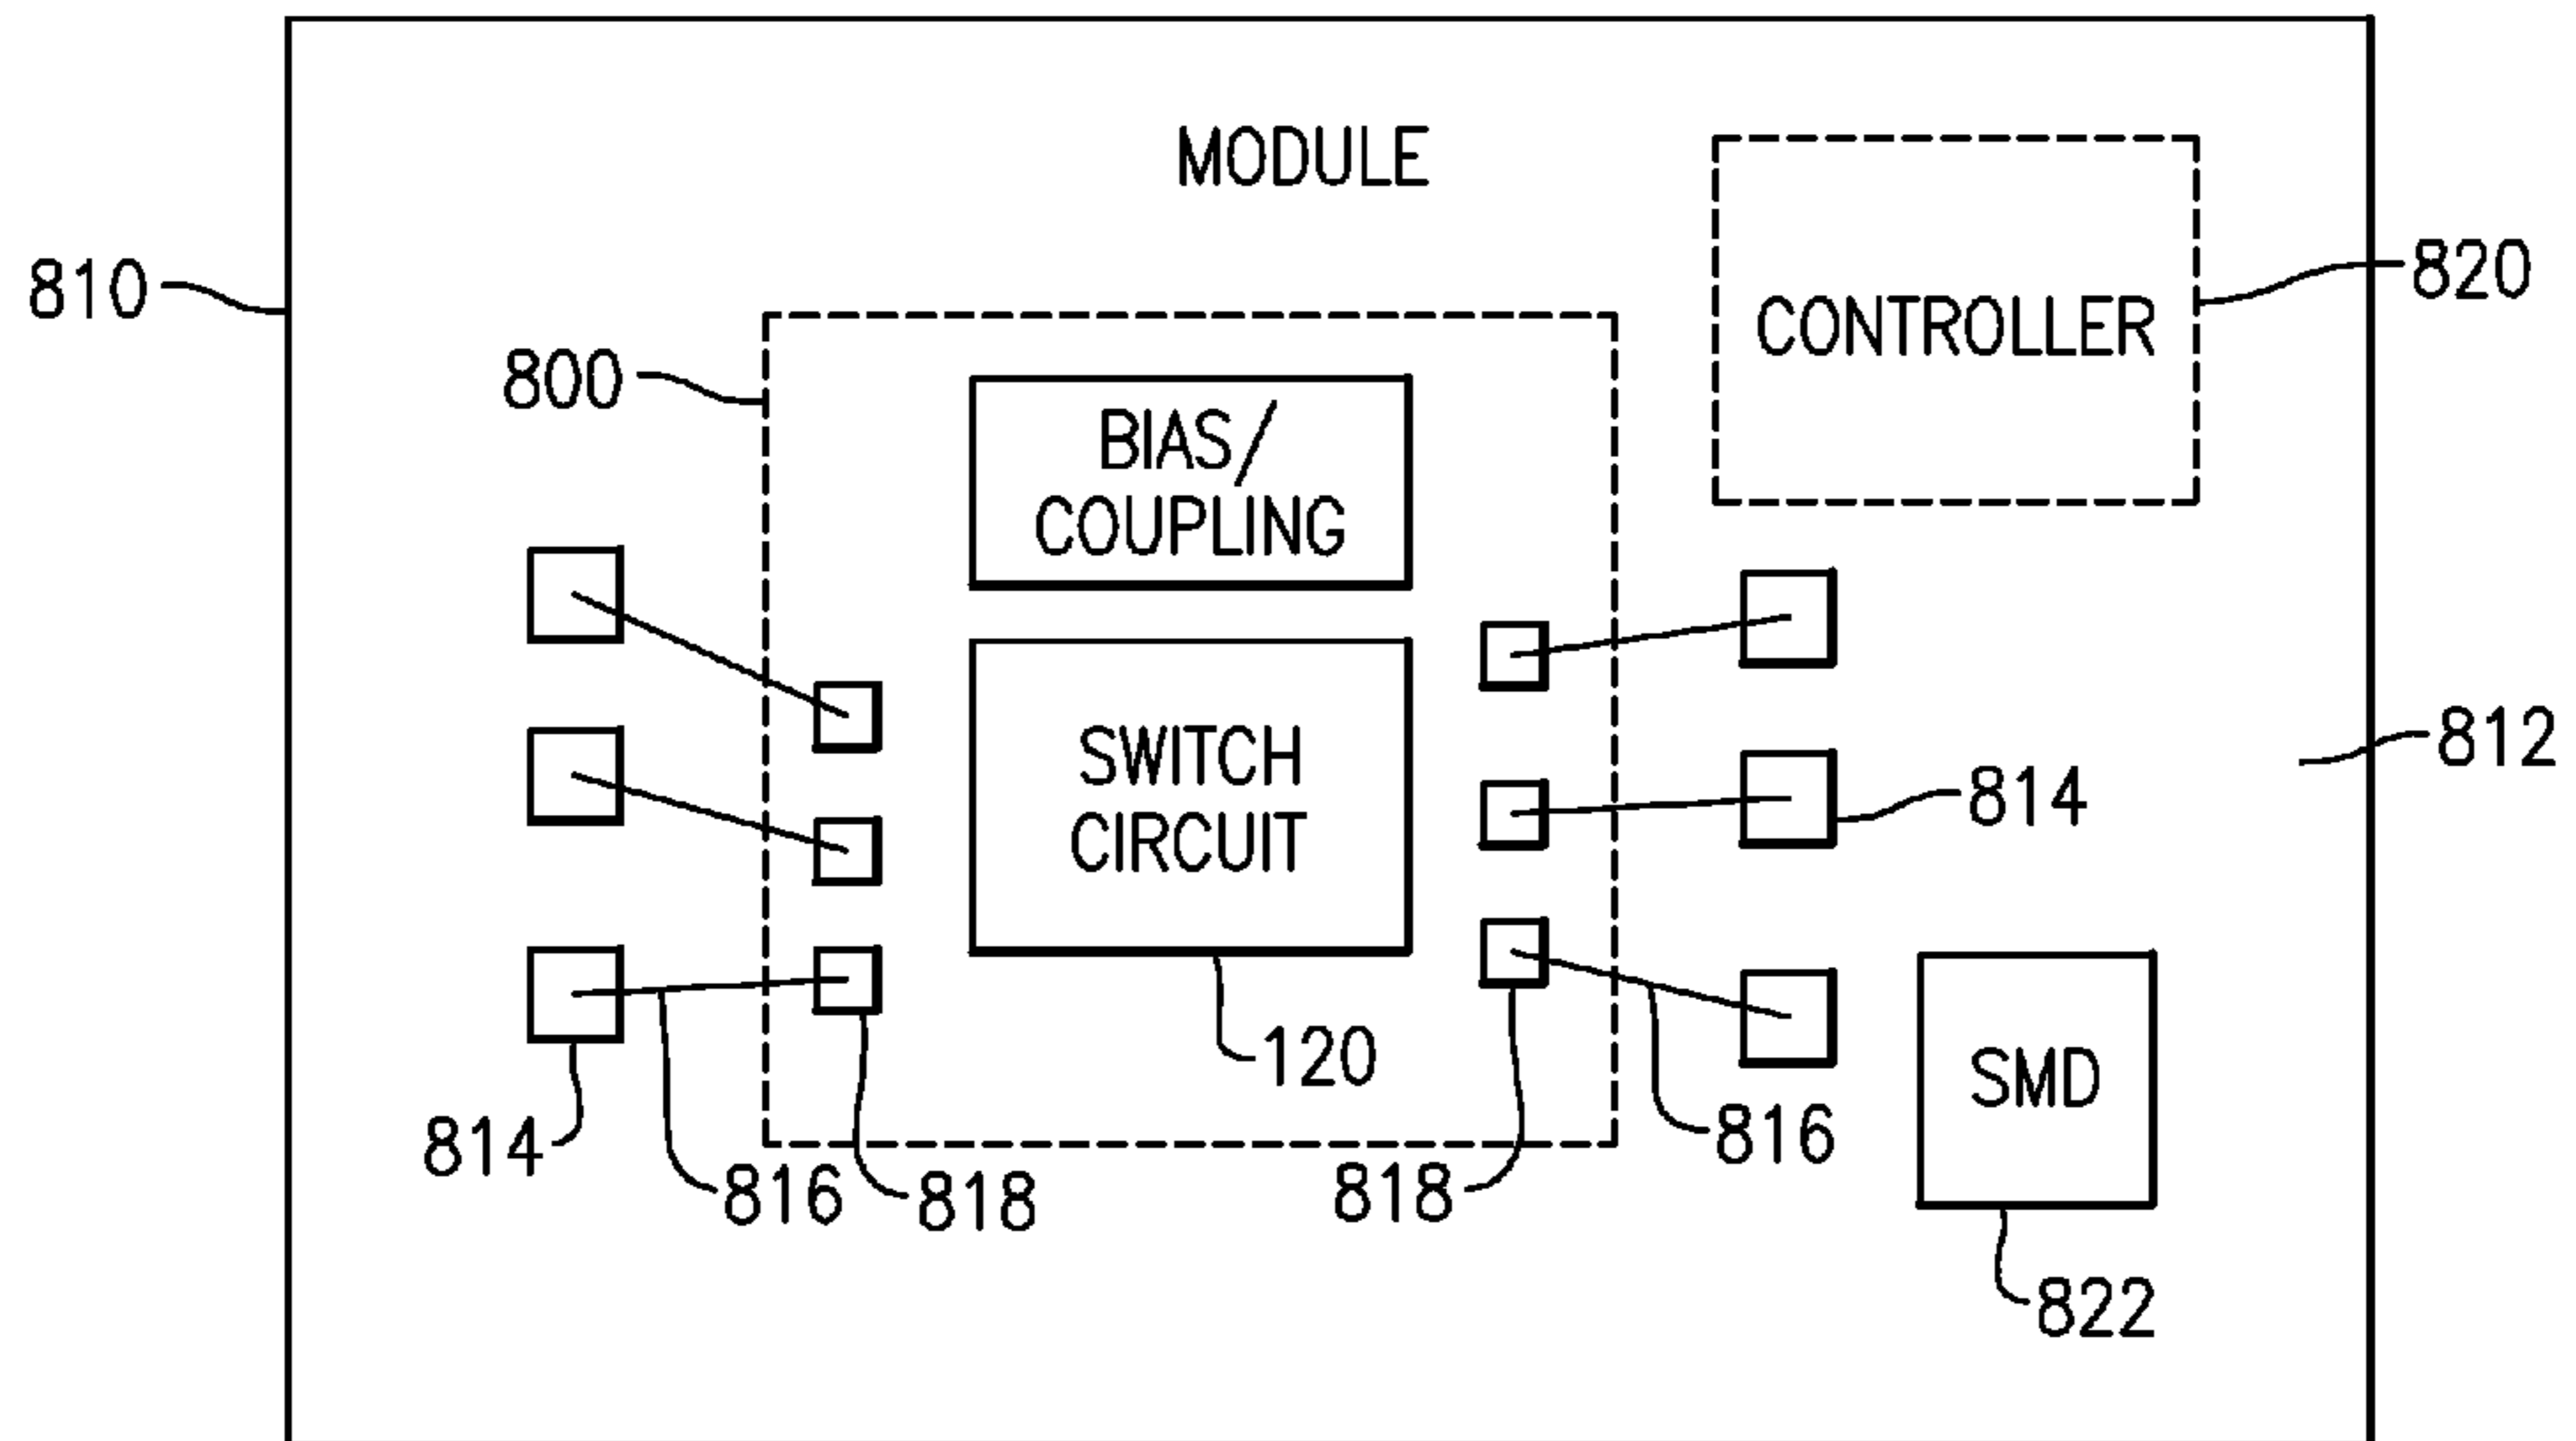 MODULE
810
820
CONTROLLER
800
BIAS/
COUPLING
812
SWITCH
CIRCUIT
814
120
SMD
814
816
818
818
816
822